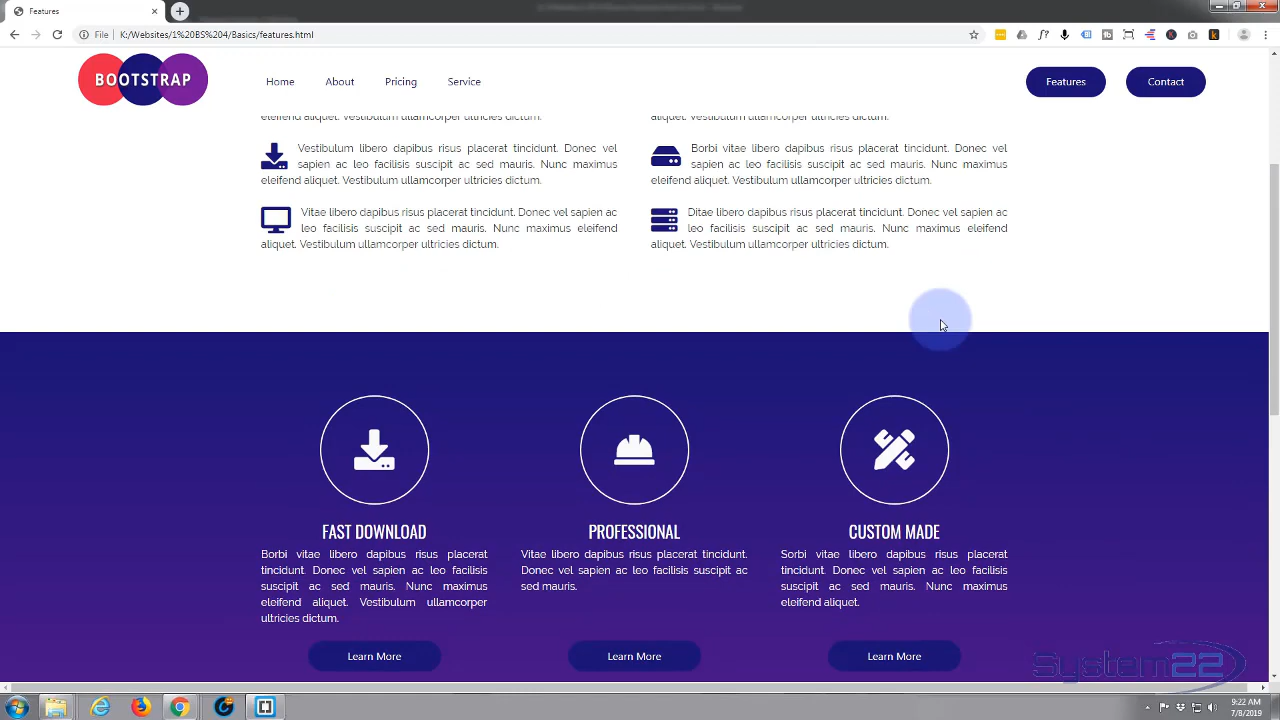 Features
File | K:/Websites/1%20BS%204/Basics/features.html
BOOTSTRAP
Home
About
Pricing
Service
Features
Contact
eleifend aliquet. Vestibulum ullamcorper ultricies dictum.
aliquet. Vestibulum ullamcorper ultricies dictum.
Vestibulum libero dapibus risus placerat tincidunt. Donec vel
sapien ac leo facilisis suscipit ac sed mauris. Nunc maximus
eleifend aliquet. Vestibulum ullamcorper ultricies dictum.
Borbi vitae libero dapibus risus placerat tincidunt. Donec vel
sapien ac leo facilisis suscipit ac sed mauris. Nunc maximus
eleifend aliquet. Vestibulum ullamcorper ultricies dictum.
Vitae libero dapibus risus placerat tincidunt. Donec vel sapien ac
leo facilisis suscipit ac sed mauris. Nunc maximus eleifend
aliquet. Vestibulum ullamcorper ultricies dictum.
Ditae libero dapibus risus placerat tincidunt. Donec vel sapien ac
leo facilisis suscipit ac sed mauris. Nunc maximus eleifend
aliquet. Vestibulum ullamcorper ultricies dictum.
FAST DOWNLOAD
Borbi vitae libero dapibus risus placerat
tincidunt. Donec vel sapien ac leo facilisis
suscipit ac sed mauris. Nunc maximus
eleifend aliquet. Vestibulum ullamcorper
ultricies dictum.
Learn More
PROFESSIONAL
Vitae libero dapibus risus placerat tincidunt.
Donec vel sapien ac leo facilisis suscipit ac
sed mauris.
Learn More
CUSTOM MADE
Sorbi vitae libero dapibus risus placerat
tincidunt. Donec vel sapien ac leo facilisis
suscipit ac sed mauris. Nunc maximus
eleifend aliquet.
Learn More
System22
9:22 AM
7/8/2019